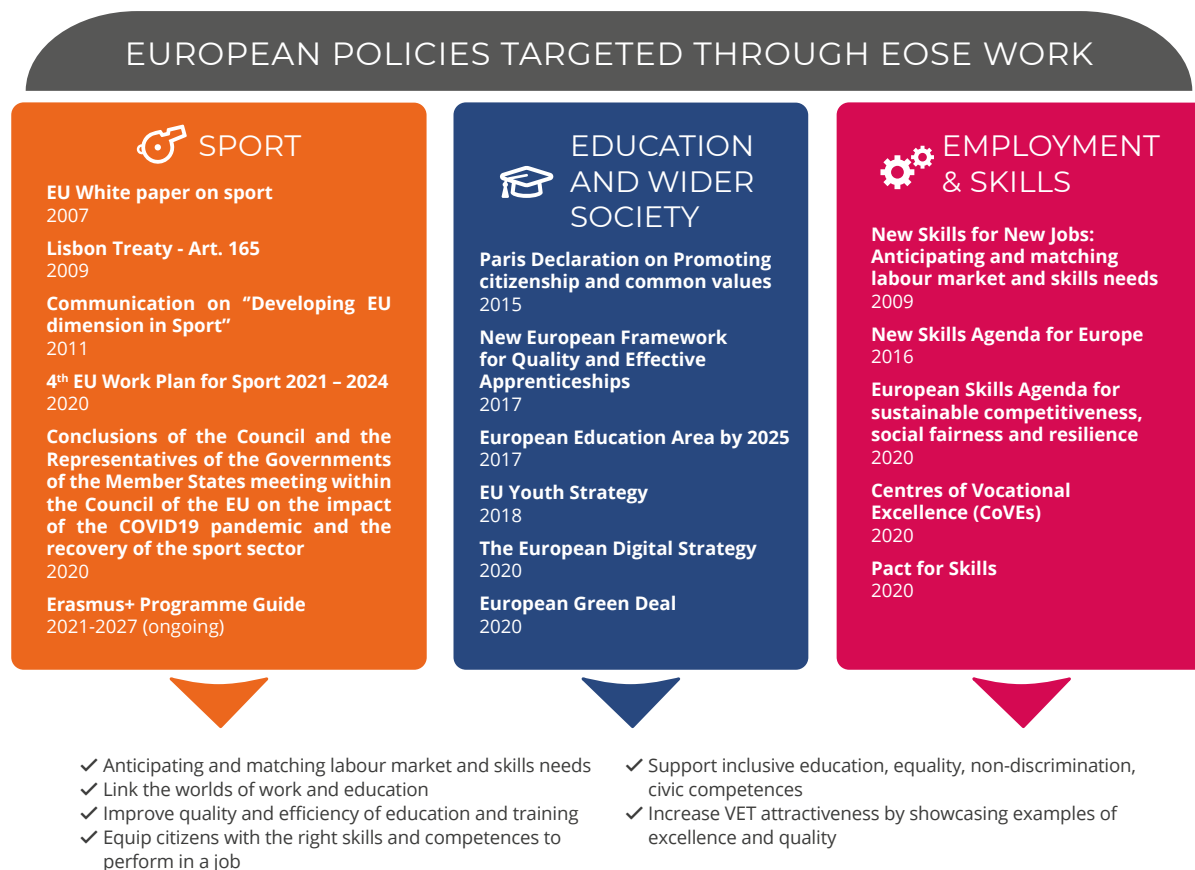 EUROPEAN POLICIES TARGETED THROUGH EOSE WORK
SPORT
EU White paper on sport
2007
Lisbon Treaty - Art. 165
2009
Communication on “Developing EU
dimension in Sport”
2011
4th EU Work Plan for Sport 2021 – 2024
2020
Conclusions of the Council and the
Representatives of the Governments
of the Member States meeting within
the Council of the EU on the impact
of the COVID19 pandemic and the
recovery of the sport sector
2020
Erasmus+ Programme Guide
2021-2027 (ongoing)
EDUCATION
AND WIDER
SOCIETY
Paris Declaration on Promoting
citizenship and common values
2015
New European Framework
for Quality and Effective
Apprenticeships
2017
European Education Area by 2025
2017
EU Youth Strategy
2018
The European Digital Strategy
2020
European Green Deal
2020
EMPLOYMENT
& SKILLS
New Skills for New Jobs:
Anticipating and matching
labour market and skills needs
2009
New Skills Agenda for Europe
2016
European Skills Agenda for
sustainable competitiveness,
social fairness and resilience
2020
Centres of Vocational
Excellence (CoVEs)
2020
Pact for Skills
2020
✓ Anticipating and matching labour market and skills needs
✓ Link the worlds of work and education
✓ Improve quality and efficiency of education and training
✓ Equip citizens with the right skills and competences to
perform in a job
✓ Support inclusive education, equality, non-discrimination,
civic competences
✓ Increase VET attractiveness by showcasing examples of
excellence and quality